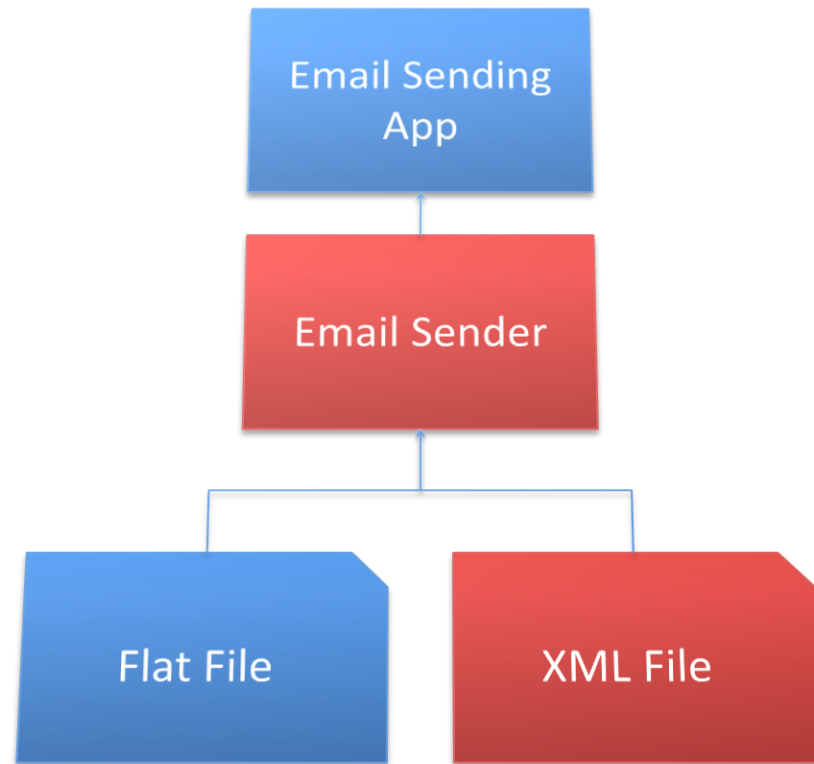 Email Sending
App
Email Sender
Flat File
XML File